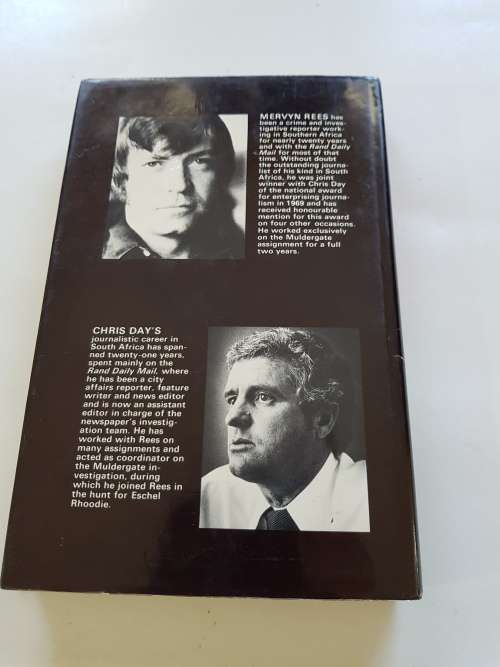 MERVYN REES has
been a crime and inves-
tigative reporter work-
ing in Southern Africa
for nearly twenty years
and with the Rand Daily
Mail for most of that
time. Without doubt
the outstanding journa-
list of his kind in South
Africa, he was joint
winner with Chris Day
of the national award
for enterprising journa-
lism in 1969 and has
received honourable
mention for this award
on four other occasions.
He worked exclusively
on the Muldergate
assignment for a full
two years.
CHRIS DAY'S
journalistic career in
South Africa has span-
ned twenty-one years,
spent mainly on the
Rand Daily Mail, where
he has been a city
affairs reporter, feature
writer and news editor
and is now an assistant
editor in charge of the
newspaper's investig-
ation team. He has
worked with Rees on
many assignments and
acted as coordinator on
the Muldergate in-
vestigation, during
which he joined Rees in
the hunt for Eschel
Rhoodie.